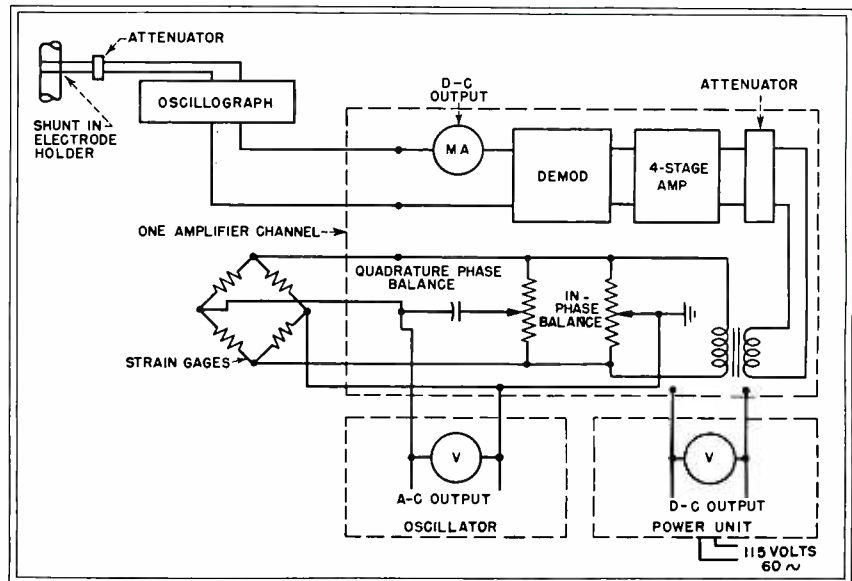 ATTENUATOR
OSCILLOGRAPH
SHUNT IN
ELECTRODE
HOLDER
D-C
OUTPUT
ATTENUATOR
MA
DEMOD
4-STAGE
AMP
ONE AMPLIFIER CHANNEL
QUADRATURE PHASE
BALANCE
IN-
PHASE
BALANCE
STRAIN GAGES
V
A-C OUTPUT
OSCILLATOR
V
D-C OUTPUT
POWER UNIT
115 VOLTS
60 ~